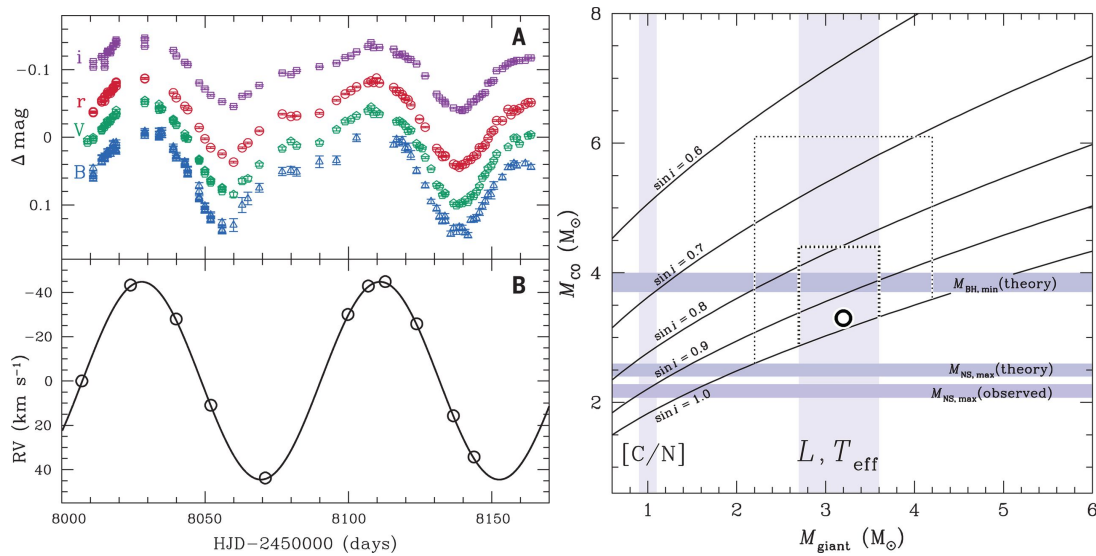 A
i
r
V
B
-0.1
0
0.1
Δ mag
B
-40
-20
0
20
40
RV (km s⁻¹)
8000
8050
8100
8150
HJD-2450000 (days)
8
6
4
2
M_CO (M_⊙)
sin i = 0.6
sin i = 0.7
sin i = 0.8
sin i = 0.9
sin i = 1.0
M_BH,min(theory)
M_NS,max(theory)
M_NS,max(observed)
[C/N]
L , T_eff
1
2
3
4
5
6
M_giant (M_⊙)